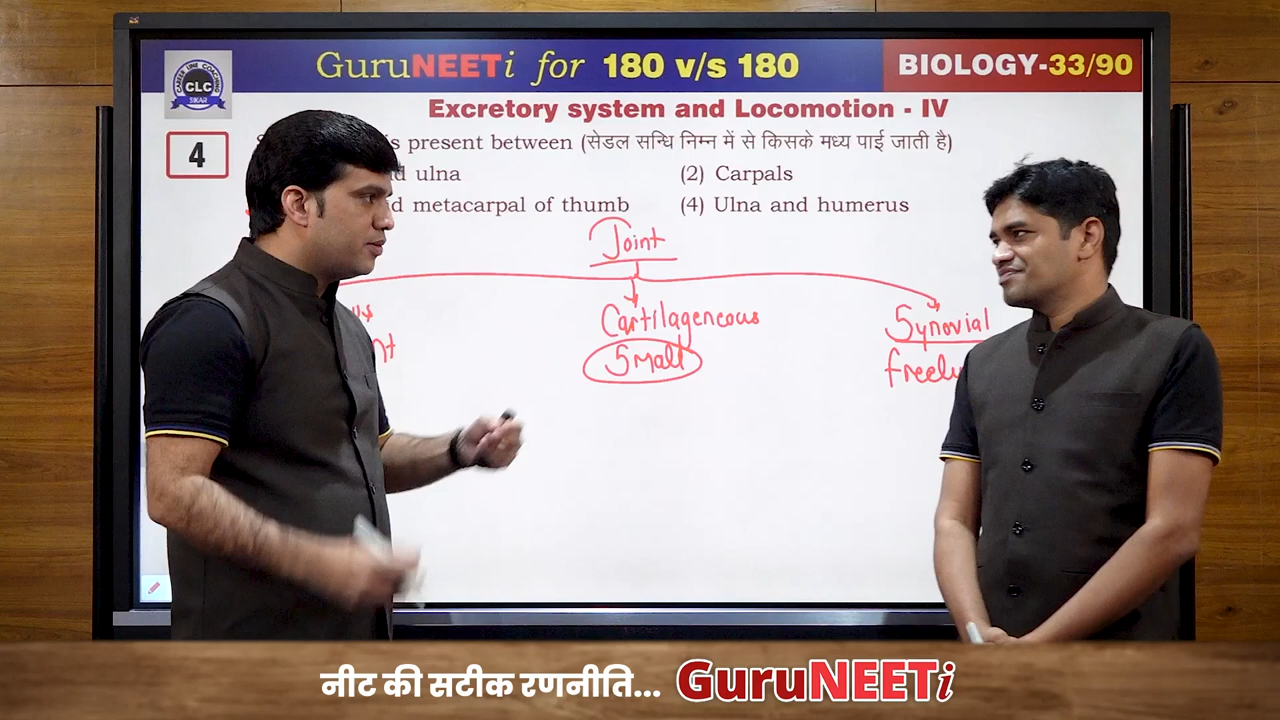 GuruNEETi for 180 v/s 180 BIOLOGY-33/90
CAREER LINE COACHING CLC SIKAR
Excretory system and Locomotion - IV
4 is present between (सेडल सन्धि निम्न में से किसके मध्य पाई जाती है)
ulna (2) Carpals
metacarpal of thumb (4) Ulna and humerus
Joint
Cartilageneous Synovial
Small freely
नीट की सटीक रणनीति... GuruNEETi